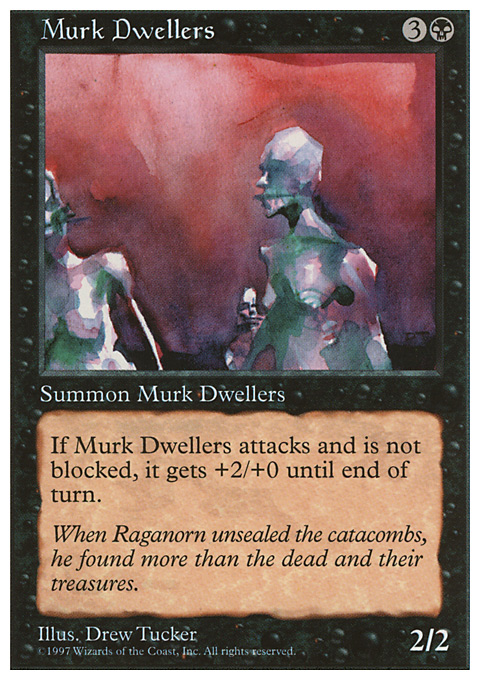 Murk Dwellers 3
Summon Murk Dwellers
If Murk Dwellers attacks and is not
blocked, it gets +2/+0 until end of
turn.
When Raganorn unsealed the catacombs,
he found more than the dead and their
treasures.
Illus. Drew Tucker
©1997 Wizards of the Coast, Inc. All rights reserved.
2/2